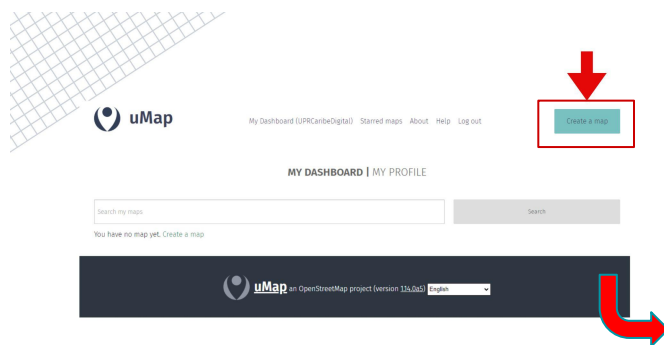 uMap
My Dashboard (UPRCaribeDigital) Starred maps About Help Log out
Create a map
MY DASHBOARD | MY PROFILE
Search my maps
Search
You have no map yet. Create a map
uMap an OpenStreetMap project (version 1.14.0a5) English